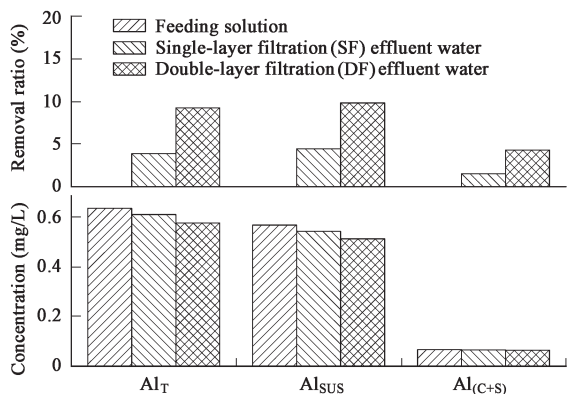 20
15
10
5
0
Removal ratio (%)
Feeding solution
Single-layer filtration (SF) effluent water
Double-layer filtration (DF) effluent water
0.6
0.4
0.2
0
Concentration (mg/L)
Al_T
Al_SUS
Al_(C+S)